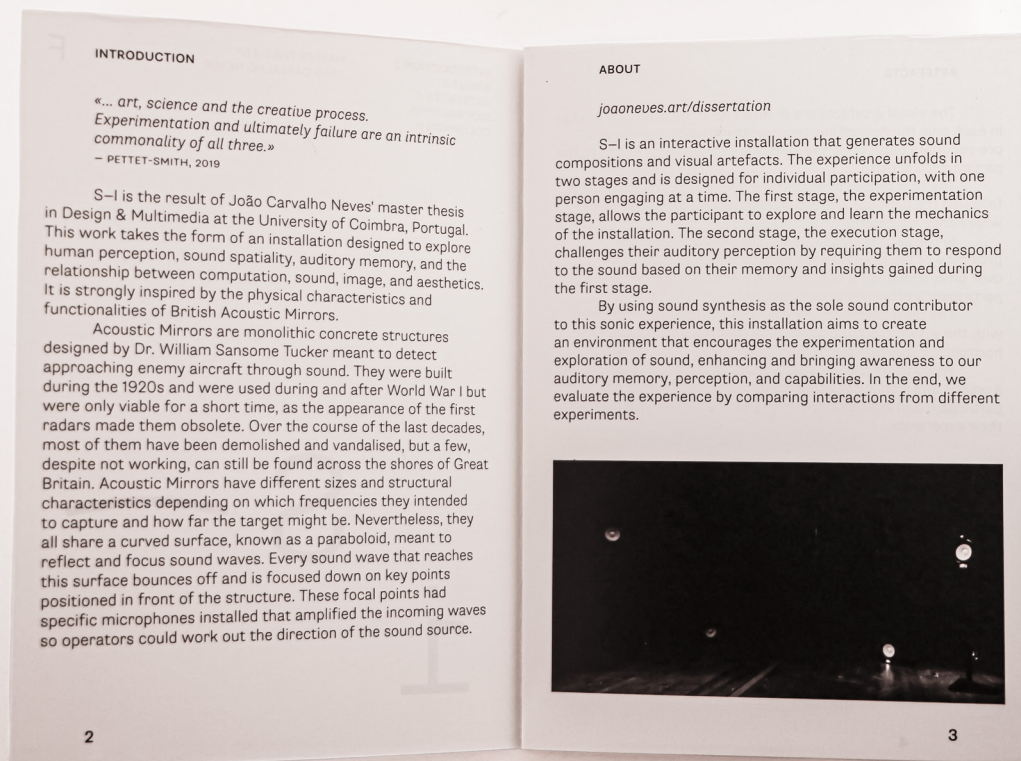 INTRODUCTION
«... art, science and the creative process.
Experimentation and ultimately failure are an intrinsic
commonality of all three.»
– PETTET-SMITH, 2019
S–I is the result of João Carvalho Neves' master thesis
in Design & Multimedia at the University of Coimbra, Portugal.
This work takes the form of an installation designed to explore
human perception, sound spatiality, auditory memory, and the
relationship between computation, sound, image, and aesthetics.
It is strongly inspired by the physical characteristics and
functionalities of British Acoustic Mirrors.
Acoustic Mirrors are monolithic concrete structures
designed by Dr. William Sansome Tucker meant to detect
approaching enemy aircraft through sound. They were built
during the 1920s and were used during and after World War I but
were only viable for a short time, as the appearance of the first
radars made them obsolete. Over the course of the last decades,
most of them have been demolished and vandalised, but a few,
despite not working, can still be found across the shores of Great
Britain. Acoustic Mirrors have different sizes and structural
characteristics depending on which frequencies they intended
to capture and how far the target might be. Nevertheless, they
all share a curved surface, known as a paraboloid, meant to
reflect and focus sound waves. Every sound wave that reaches
this surface bounces off and is focused down on key points
positioned in front of the structure. These focal points had
specific microphones installed that amplified the incoming waves
so operators could work out the direction of the sound source.
2
ABOUT
joaoneves.art/dissertation
S–I is an interactive installation that generates sound
compositions and visual artefacts. The experience unfolds in
two stages and is designed for individual participation, with one
person engaging at a time. The first stage, the experimentation
stage, allows the participant to explore and learn the mechanics
of the installation. The second stage, the execution stage,
challenges their auditory perception by requiring them to respond
to the sound based on their memory and insights gained during
the first stage.
By using sound synthesis as the sole sound contributor
to this sonic experience, this installation aims to create
an environment that encourages the experimentation and
exploration of sound, enhancing and bringing awareness to our
auditory memory, perception, and capabilities. In the end, we
evaluate the experience by comparing interactions from different
experiments.
3